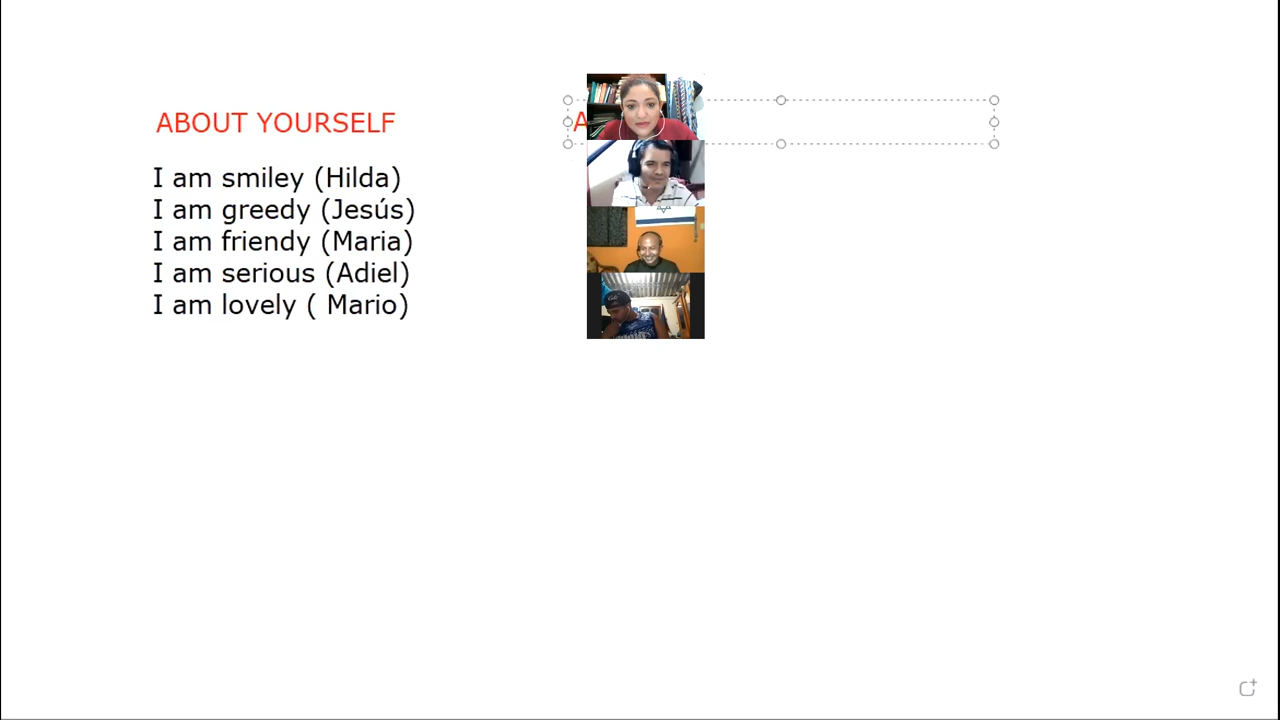 ABOUT YOURSELF
I am smiley (Hilda)
I am greedy (Jesús)
I am friendy (Maria)
I am serious (Adiel)
I am lovely ( Mario)
A